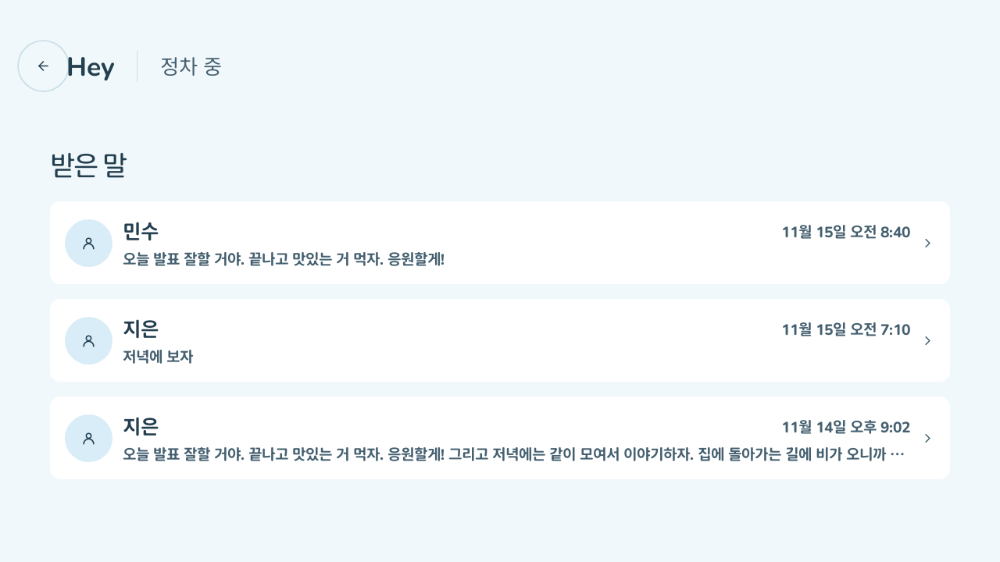 Hey
정차 중
받은 말
민수
11월 15일 오전 8:40
오늘 발표 잘할 거야. 끝나고 맛있는 거 먹자. 응원할게!
지은
11월 15일 오전 7:10
저녁에 보자
지은
11월 14일 오후 9:02
오늘 발표 잘할 거야. 끝나고 맛있는 거 먹자. 응원할게! 그리고 저녁에는 같이 모여서 이야기하자. 집에 돌아가는 길에 비가 오니까 …